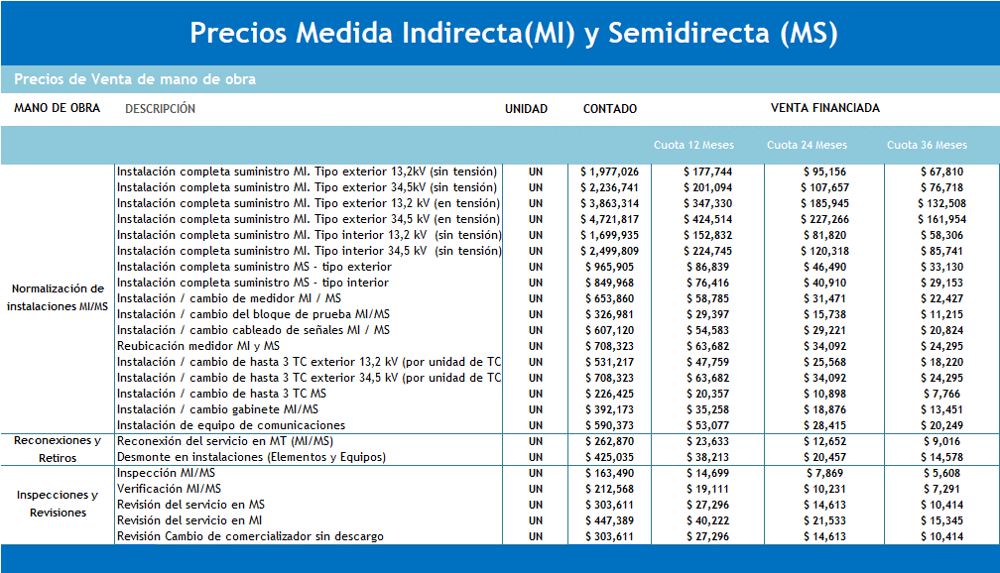 Precios Medida Indirecta(MI) y Semidirecta (MS)
Precios de Venta de mano de obra
MANO DE OBRA DESCRIPCIÓN UNIDAD CONTADO VENTA FINANCIADA
Cuota 12 Meses Cuota 24 Meses Cuota 36 Meses
Normalización de instalaciones MI/MS
Instalación completa suministro MI. Tipo exterior 13,2kV (sin tensión) UN $ 1,977,026 $ 177,744 $ 95,156 $ 67,810
Instalación completa suministro MI. Tipo exterior 34,5kV (sin tensión) UN $ 2,236,741 $ 201,094 $ 107,657 $ 76,718
Instalación completa suministro MI. Tipo exterior 13,2 kV (en tensión) UN $ 3,863,314 $ 347,330 $ 185,945 $ 132,508
Instalación completa suministro MI. Tipo exterior 34,5 kV (en tensión) UN $ 4,721,817 $ 424,514 $ 227,266 $ 161,954
Instalación completa suministro MI. Tipo interior 13,2 kV (sin tensión) UN $ 1,699,935 $ 152,832 $ 81,820 $ 58,306
Instalación completa suministro MI. Tipo interior 34,5 kV (sin tensión) UN $ 2,499,809 $ 224,745 $ 120,318 $ 85,741
Instalación completa suministro MS - tipo exterior UN $ 965,905 $ 86,839 $ 46,490 $ 33,130
Instalación completa suministro MS - tipo interior UN $ 849,968 $ 76,416 $ 40,910 $ 29,153
Instalación / cambio de medidor MI / MS UN $ 653,860 $ 58,785 $ 31,471 $ 22,427
Instalación / cambio del bloque de prueba MI/MS UN $ 326,981 $ 29,397 $ 15,738 $ 11,215
Instalación / cambio cableado de señales MI / MS UN $ 607,120 $ 54,583 $ 29,221 $ 20,824
Reubicación medidor MI y MS UN $ 708,323 $ 63,682 $ 34,092 $ 24,295
Instalación / cambio de hasta 3 TC exterior 13,2 kV (por unidad de TC UN $ 531,217 $ 47,759 $ 25,568 $ 18,220
Instalación / cambio de hasta 3 TC exterior 34,5 kV (por unidad de TC UN $ 708,323 $ 63,682 $ 34,092 $ 24,295
Instalación / cambio de hasta 3 TC MS UN $ 226,425 $ 20,357 $ 10,898 $ 7,766
Instalación / cambio gabinete MI/MS UN $ 392,173 $ 35,258 $ 18,876 $ 13,451
Instalación de equipo de comunicaciones UN $ 590,373 $ 53,077 $ 28,415 $ 20,249
Reconexiones y Retiros
Reconexión del servicio en MT (MI/MS) UN $ 262,870 $ 23,633 $ 12,652 $ 9,016
Desmonte en instalaciones (Elementos y Equipos) UN $ 425,035 $ 38,213 $ 20,457 $ 14,578
Inspecciones y Revisiones
Inspección MI/MS UN $ 163,490 $ 14,699 $ 7,869 $ 5,608
Verificación MI/MS UN $ 212,568 $ 19,111 $ 10,231 $ 7,291
Revisión del servicio en MS UN $ 303,611 $ 27,296 $ 14,613 $ 10,414
Revisión del servicio en MI UN $ 447,389 $ 40,222 $ 21,533 $ 15,345
Revisión Cambio de comercializador sin descargo UN $ 303,611 $ 27,296 $ 14,613 $ 10,414